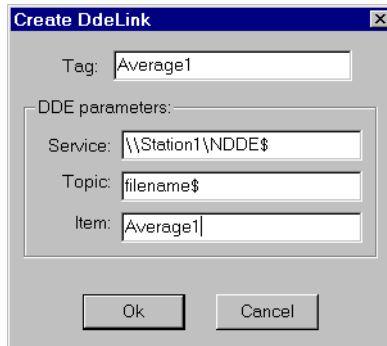 Create DdeLink
Tag: Average1
DDE parameters:
Service: \\Station1\NDDE$
Topic: filename$
Item: Average1
Ok Cancel